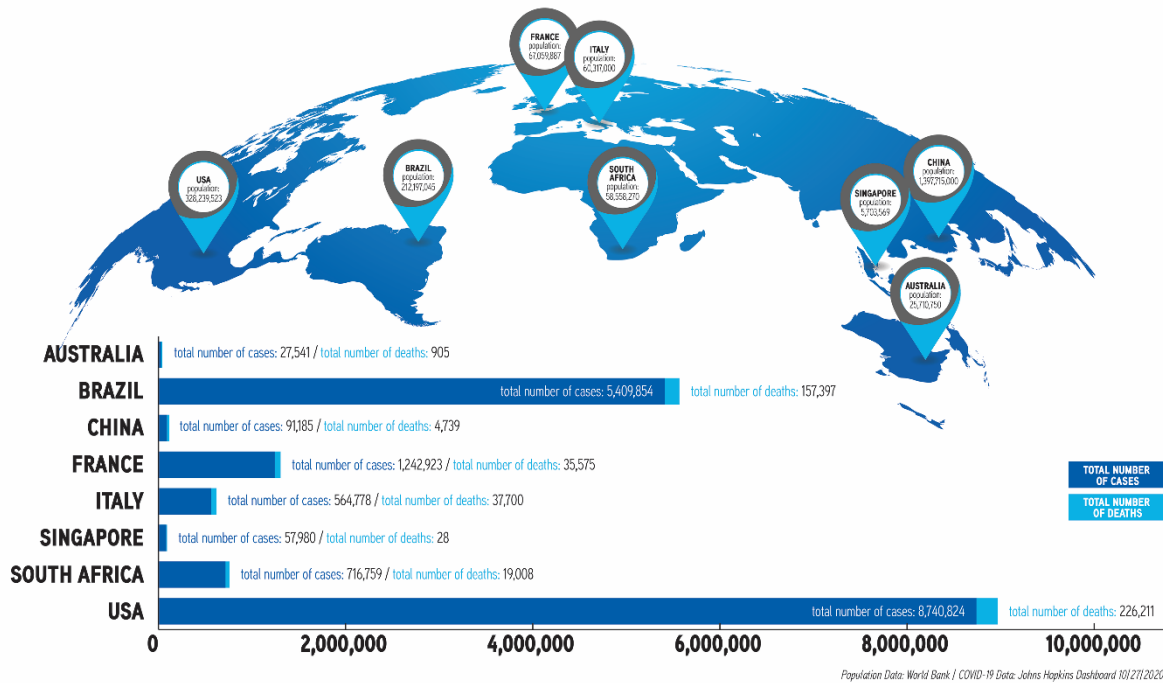 FRANCE
population:
67,059,887
ITALY
population:
60,317,000
USA
population:
328,239,523
BRAZIL
population:
212,197,045
SOUTH
AFRICA
population:
58,558,270
SINGAPORE
population:
5,703,569
CHINA
population:
1,397,715,000
AUSTRALIA
population:
25,710,750
AUSTRALIA total number of cases: 27,541 / total number of deaths: 905
BRAZIL total number of cases: 5,409,854 total number of deaths: 157,397
CHINA total number of cases: 91,185 / total number of deaths: 4,739
FRANCE total number of cases: 1,242,923 / total number of deaths: 35,575
ITALY total number of cases: 564,778 / total number of deaths: 37,700
SINGAPORE total number of cases: 57,980 / total number of deaths: 28
SOUTH AFRICA total number of cases: 716,759 / total number of deaths: 19,008
USA total number of cases: 8,740,824 total number of deaths: 226,211
TOTAL NUMBER
OF CASES
TOTAL NUMBER
OF DEATHS
0 2,000,000 4,000,000 6,000,000 8,000,000 10,000,000
Population Data: World Bank / COVID-19 Data: Johns Hopkins Dashboard 10/27/2020